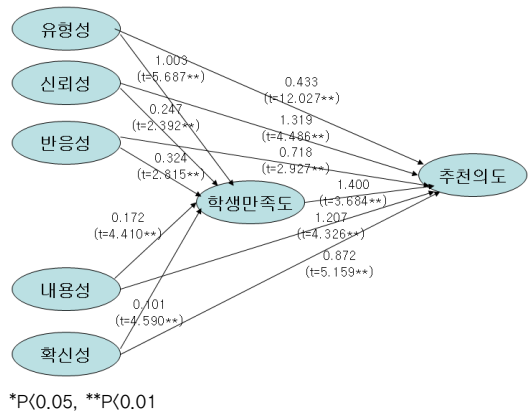 유형성
1.003
(t=5.687**)
0.433
(t=12.027**)
신뢰성
0.247
(t=2.392**)
1.319
(t=4.486**)
반응성
0.718
(t=2.927**)
0.324
(t=2.815**)
추천의도
1.400
(t=3.684**)
학생만족도
0.172
(t=4.410**)
1.207
(t=4.326**)
0.872
(t=5.159**)
내용성
0.101
(t=4.590**)
확신성
*P<0.05, **P<0.01